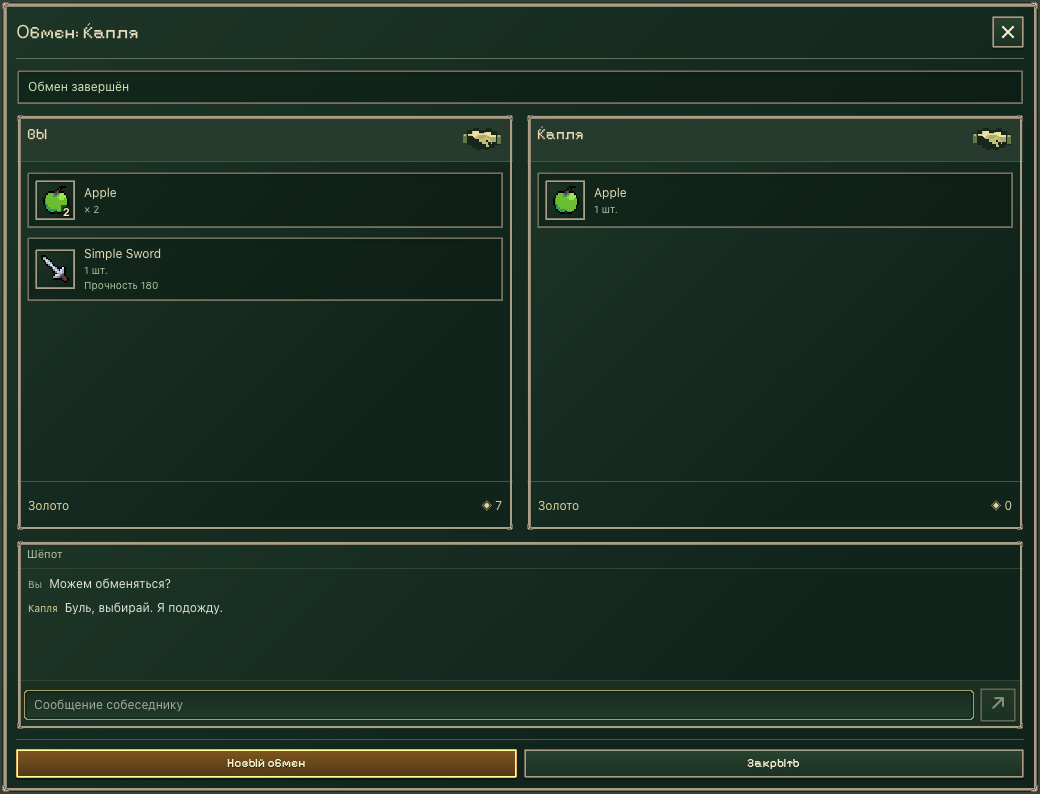 Обмен: Капля
Обмен завершён
Вы
Apple
2
× 2
Simple Sword
1 шт.
Прочность 180
Золото
7
Капля
Apple
1 шт.
Золото
0
Шёпот
Вы Можем обменяться?
Капля Буль, выбирай. Я подожду.
Сообщение собеседнику
Новый обмен
Закрыть